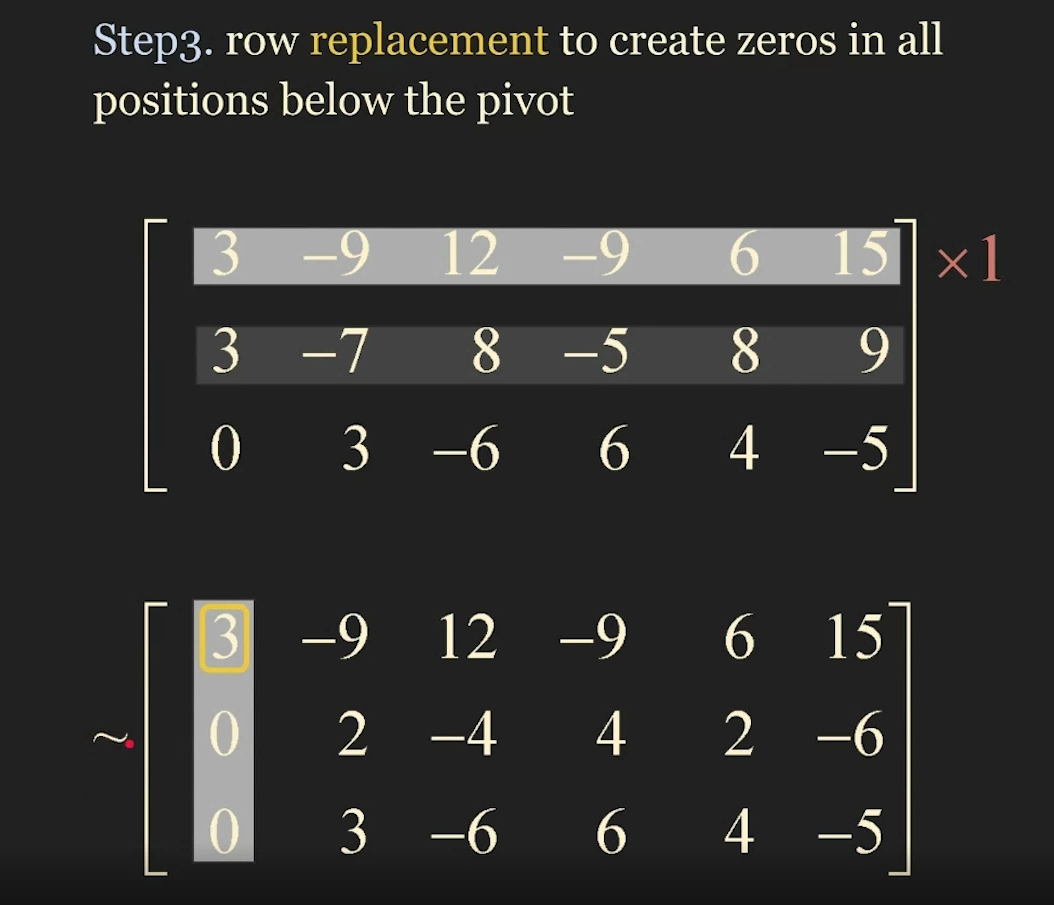 Step3. row replacement to create zeros in all
positions below the pivot
3 −9 12 −9 6 15 ×1
3 −7 8 −5 8 9
0 3 −6 6 4 −5
3 −9 12 −9 6 15
~ 0 2 −4 4 2 −6
0 3 −6 6 4 −5